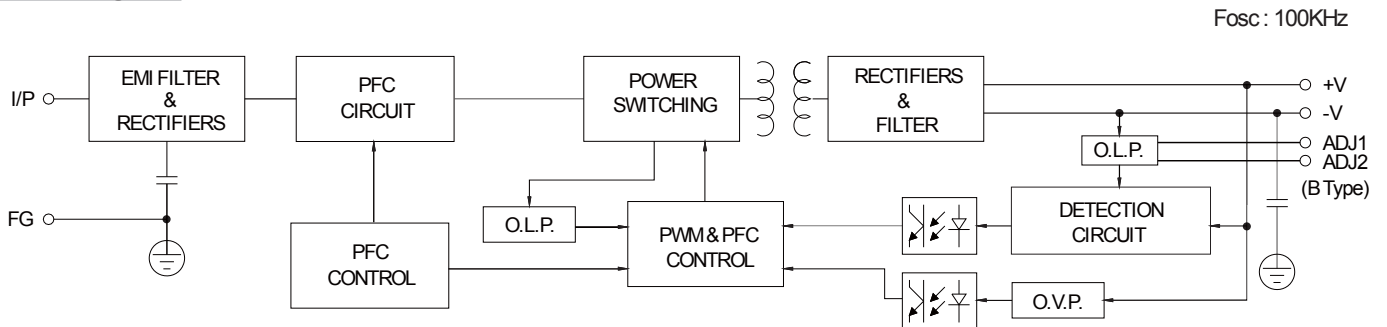 Fosc : 100KHz
I/P
EMI FILTER
&
RECTIFIERS
PFC
CIRCUIT
POWER
SWITCHING
RECTIFIERS
&
FILTER
+V
-V
ADJ1
ADJ2
(B Type)
O.L.P.
FG
O.L.P.
PFC
CONTROL
PWM & PFC
CONTROL
DETECTION
CIRCUIT
O.V.P.